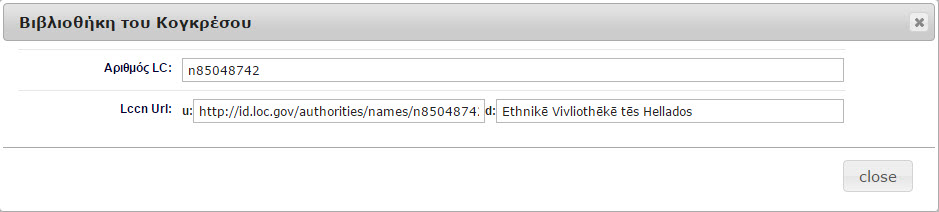 Βιβλιοθήκη του Κογκρέσου
Αριθμός LC: n85048742
Lccn Url: u: http://id.loc.gov/authorities/names/n8504874 d: Ethnikē Vivliothēkē tēs Hellados
close